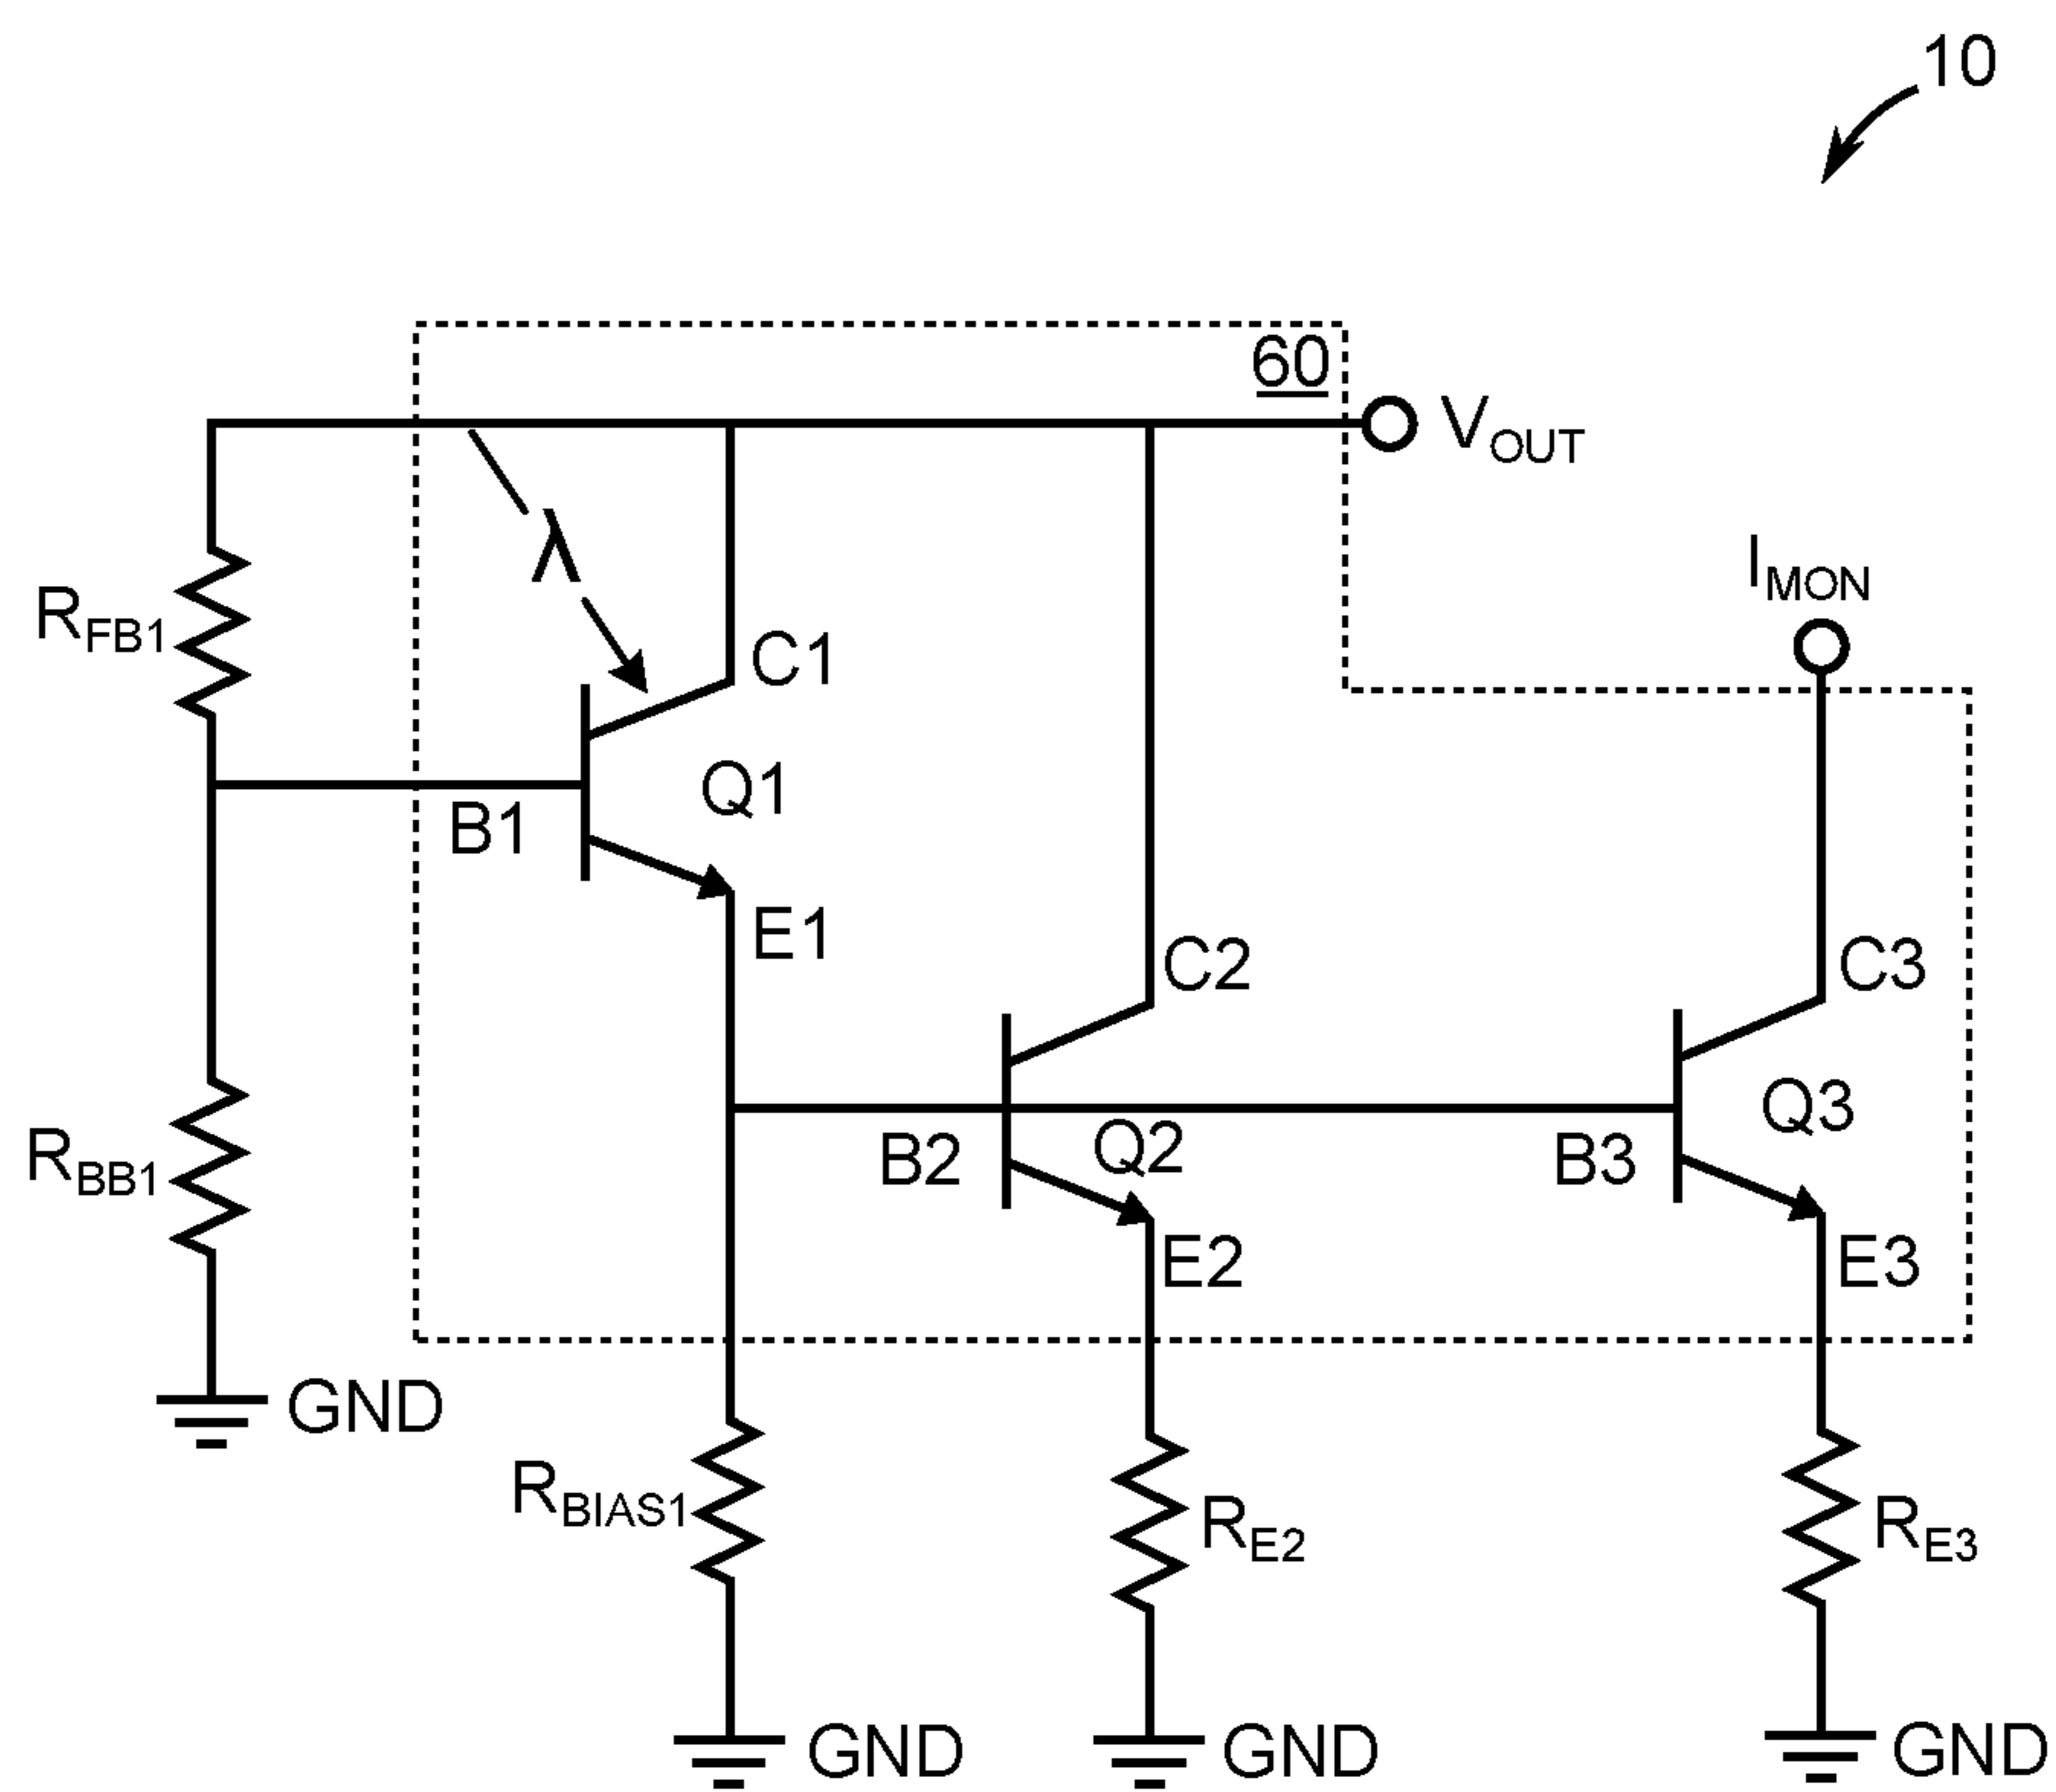 10
60
VOUT
IMON
λ
RFB1
C1
Q1
B1
E1
C2
C3
RBB1
B2
Q2
B3
Q3
E2
E3
GND
RBIAS1
RE2
RE3
GND
GND
GND